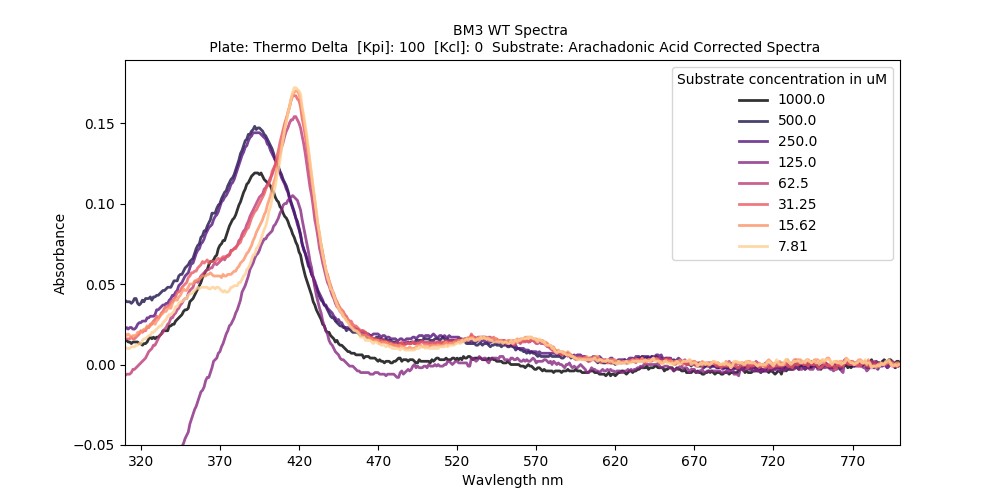 BM3 WT Spectra
Plate: Thermo Delta [Kpi]: 100 [Kcl]: 0 Substrate: Arachadonic Acid Corrected Spectra
Substrate concentration in uM
1000.0
500.0
250.0
125.0
62.5
31.25
15.62
7.81
0.15
0.10
0.05
0.00
−0.05
Absorbance
320 370 420 470 520 570 620 670 720 770
Wavlength nm